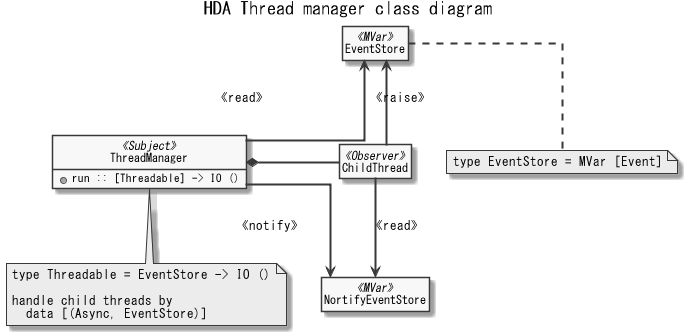 HDA Thread manager class diagram
《MVar》
EventStore
《read》
《raise》
《Subject》
ThreadManager
run :: [Threadable] -> IO ()
《Observer》
ChildThread
type EventStore = MVar [Event]
《notify》
《read》
type Threadable = EventStore -> IO ()
handle child threads by
data [(Async, EventStore)]
《MVar》
NortifyEventStore